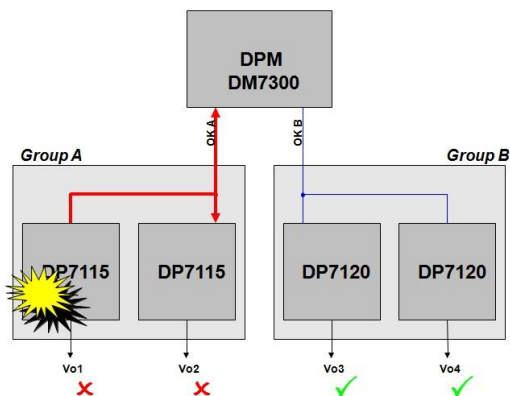 DPM
DM7300
OK A
OK B
Group A
Group B
DP7115
DP7115
DP7120
DP7120
Vo1
Vo2
Vo3
Vo4